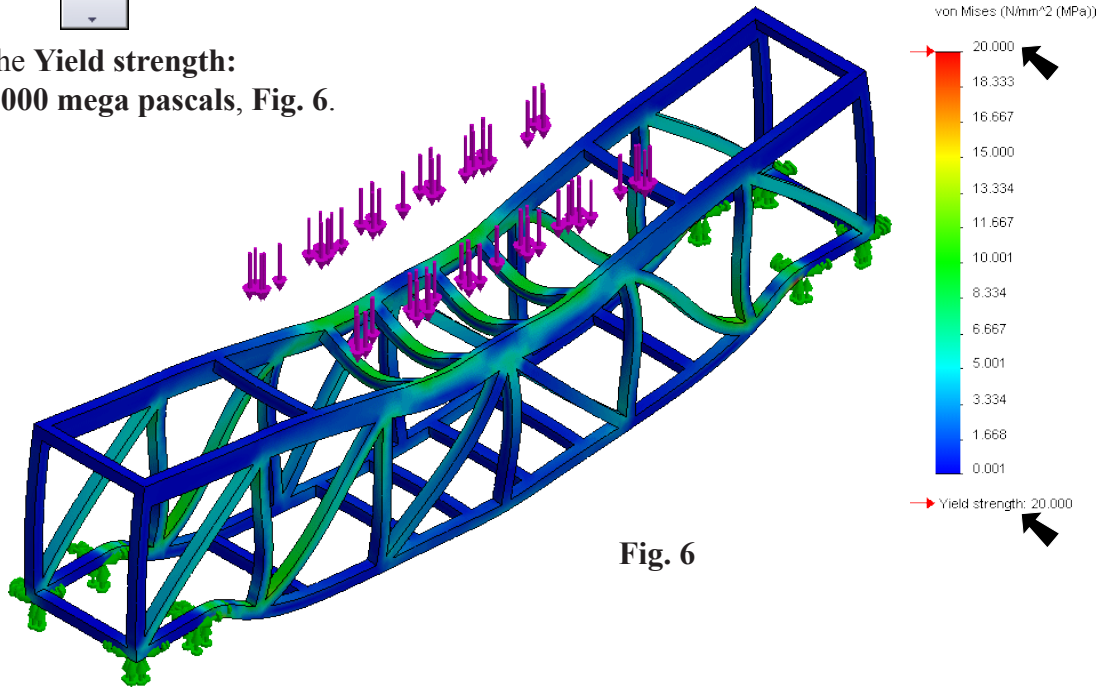 he Yield strength:
000 mega pascals, Fig. 6.
von Mises (N/mm^2 (MPa))
20.000
18.333
16.667
15.000
13.334
11.667
10.001
8.334
6.667
5.001
3.334
1.668
0.001
Yield strength: 20.000
Fig. 6